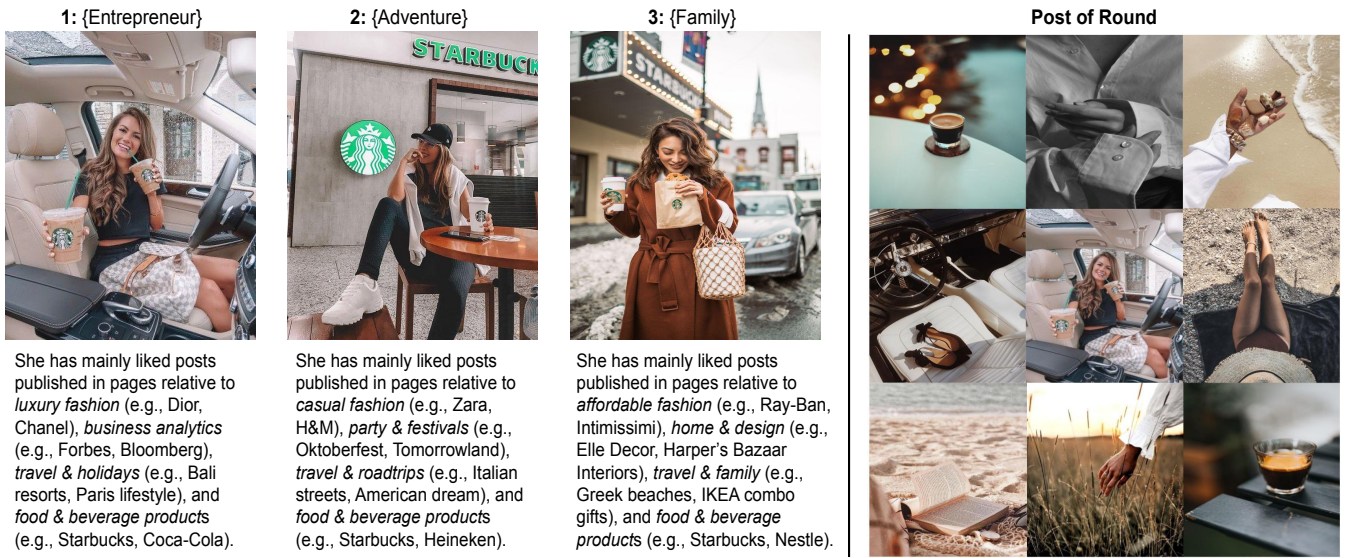 1: {Entrepreneur}
2: {Adventure}
3: {Family}
Post of Round
STARBUCK
STARBUCKS
She has mainly liked posts
published in pages relative to
luxury fashion (e.g., Dior,
Chanel), business analytics
(e.g., Forbes, Bloomberg),
travel & holidays (e.g., Bali
resorts, Paris lifestyle), and
food & beverage products
(e.g., Starbucks, Coca-Cola).
She has mainly liked posts
published in pages relative to
casual fashion (e.g., Zara,
H&M), party & festivals (e.g.,
Oktoberfest, Tomorrowland),
travel & roadtrips (e.g., Italian
streets, American dream), and
food & beverage products
(e.g., Starbucks, Heineken).
She has mainly liked posts
published in pages relative to
affordable fashion (e.g., Ray-Ban,
Intimissimi), home & design (e.g.,
Elle Decor, Harper's Bazaar
Interiors), travel & family (e.g.,
Greek beaches, IKEA combo
gifts), and food & beverage
products (e.g., Starbucks, Nestle).